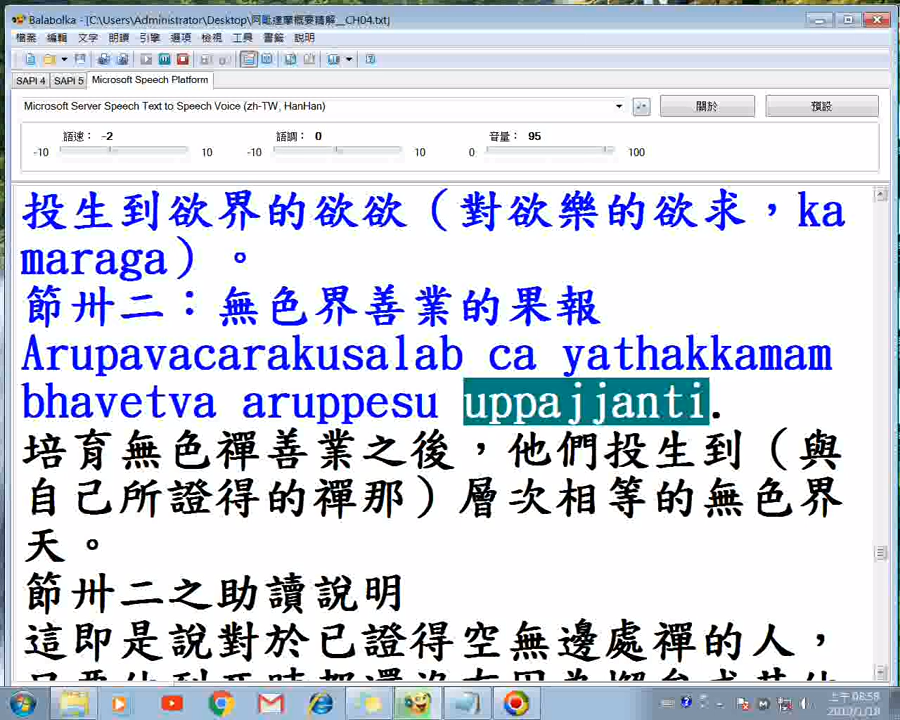 Balabolka - [C:\Users\Administrator\Desktop\阿毗達摩概要精解__CH04.txt]
檔案 編輯 文字 朗讀 引擎 選項 檢視 工具 書籤 說明
SAPI 4 SAPI 5 Microsoft Speech Platform
Microsoft Server Speech Text to Speech Voice (zh-TW, HanHan) 關於 預設
語速： -2 語調： 0 音量： 95
-10 10 -10 10 0 100
投生到欲界的欲欲（對欲樂的欲求，ka
maraga）。
節卅二：無色界善業的果報
Arupavacarakusalab ca yathakkamam
bhavetva aruppesu uppajjanti.
培育無色禪善業之後，他們投生到（與
自己所證得的禪那）層次相等的無色界
天。
節卅二之助讀說明
這即是說對於已證得空無邊處禪的人，
上午 08:58